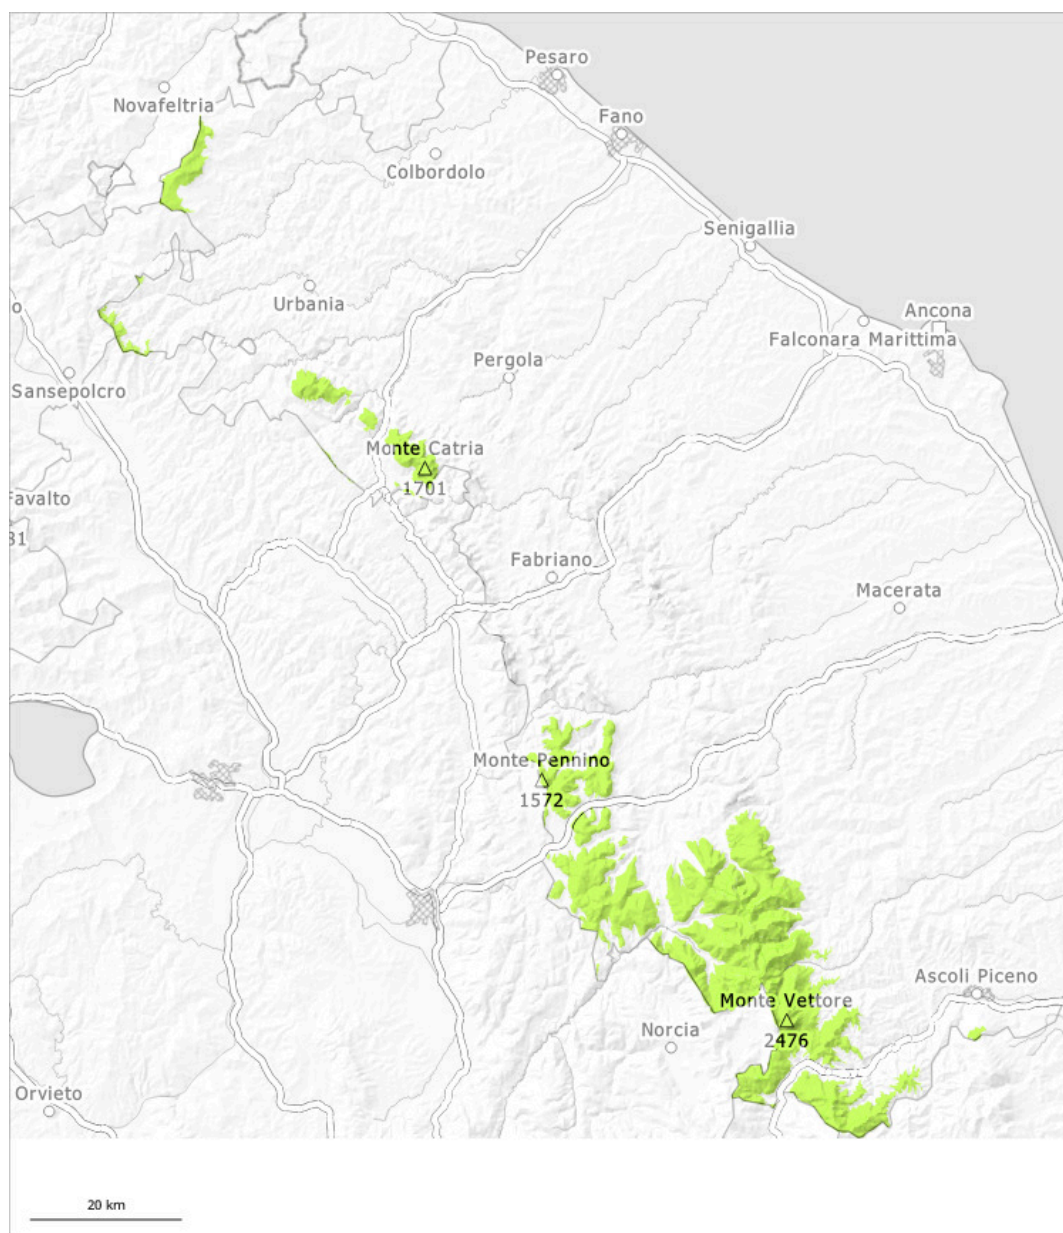 Pesaro
Novafeltria
Fano
Colbordolo
Senigallia
Urbania
o
Ancona
Falconara Marittima
Pergola
Sansepolcro
Monte Catria
1701
Favalto
31
Fabriano
Macerata
Monte Pennino
1572
Ascoli Piceno
Monte Vettore
Norcia
2476
Orvieto
20 km